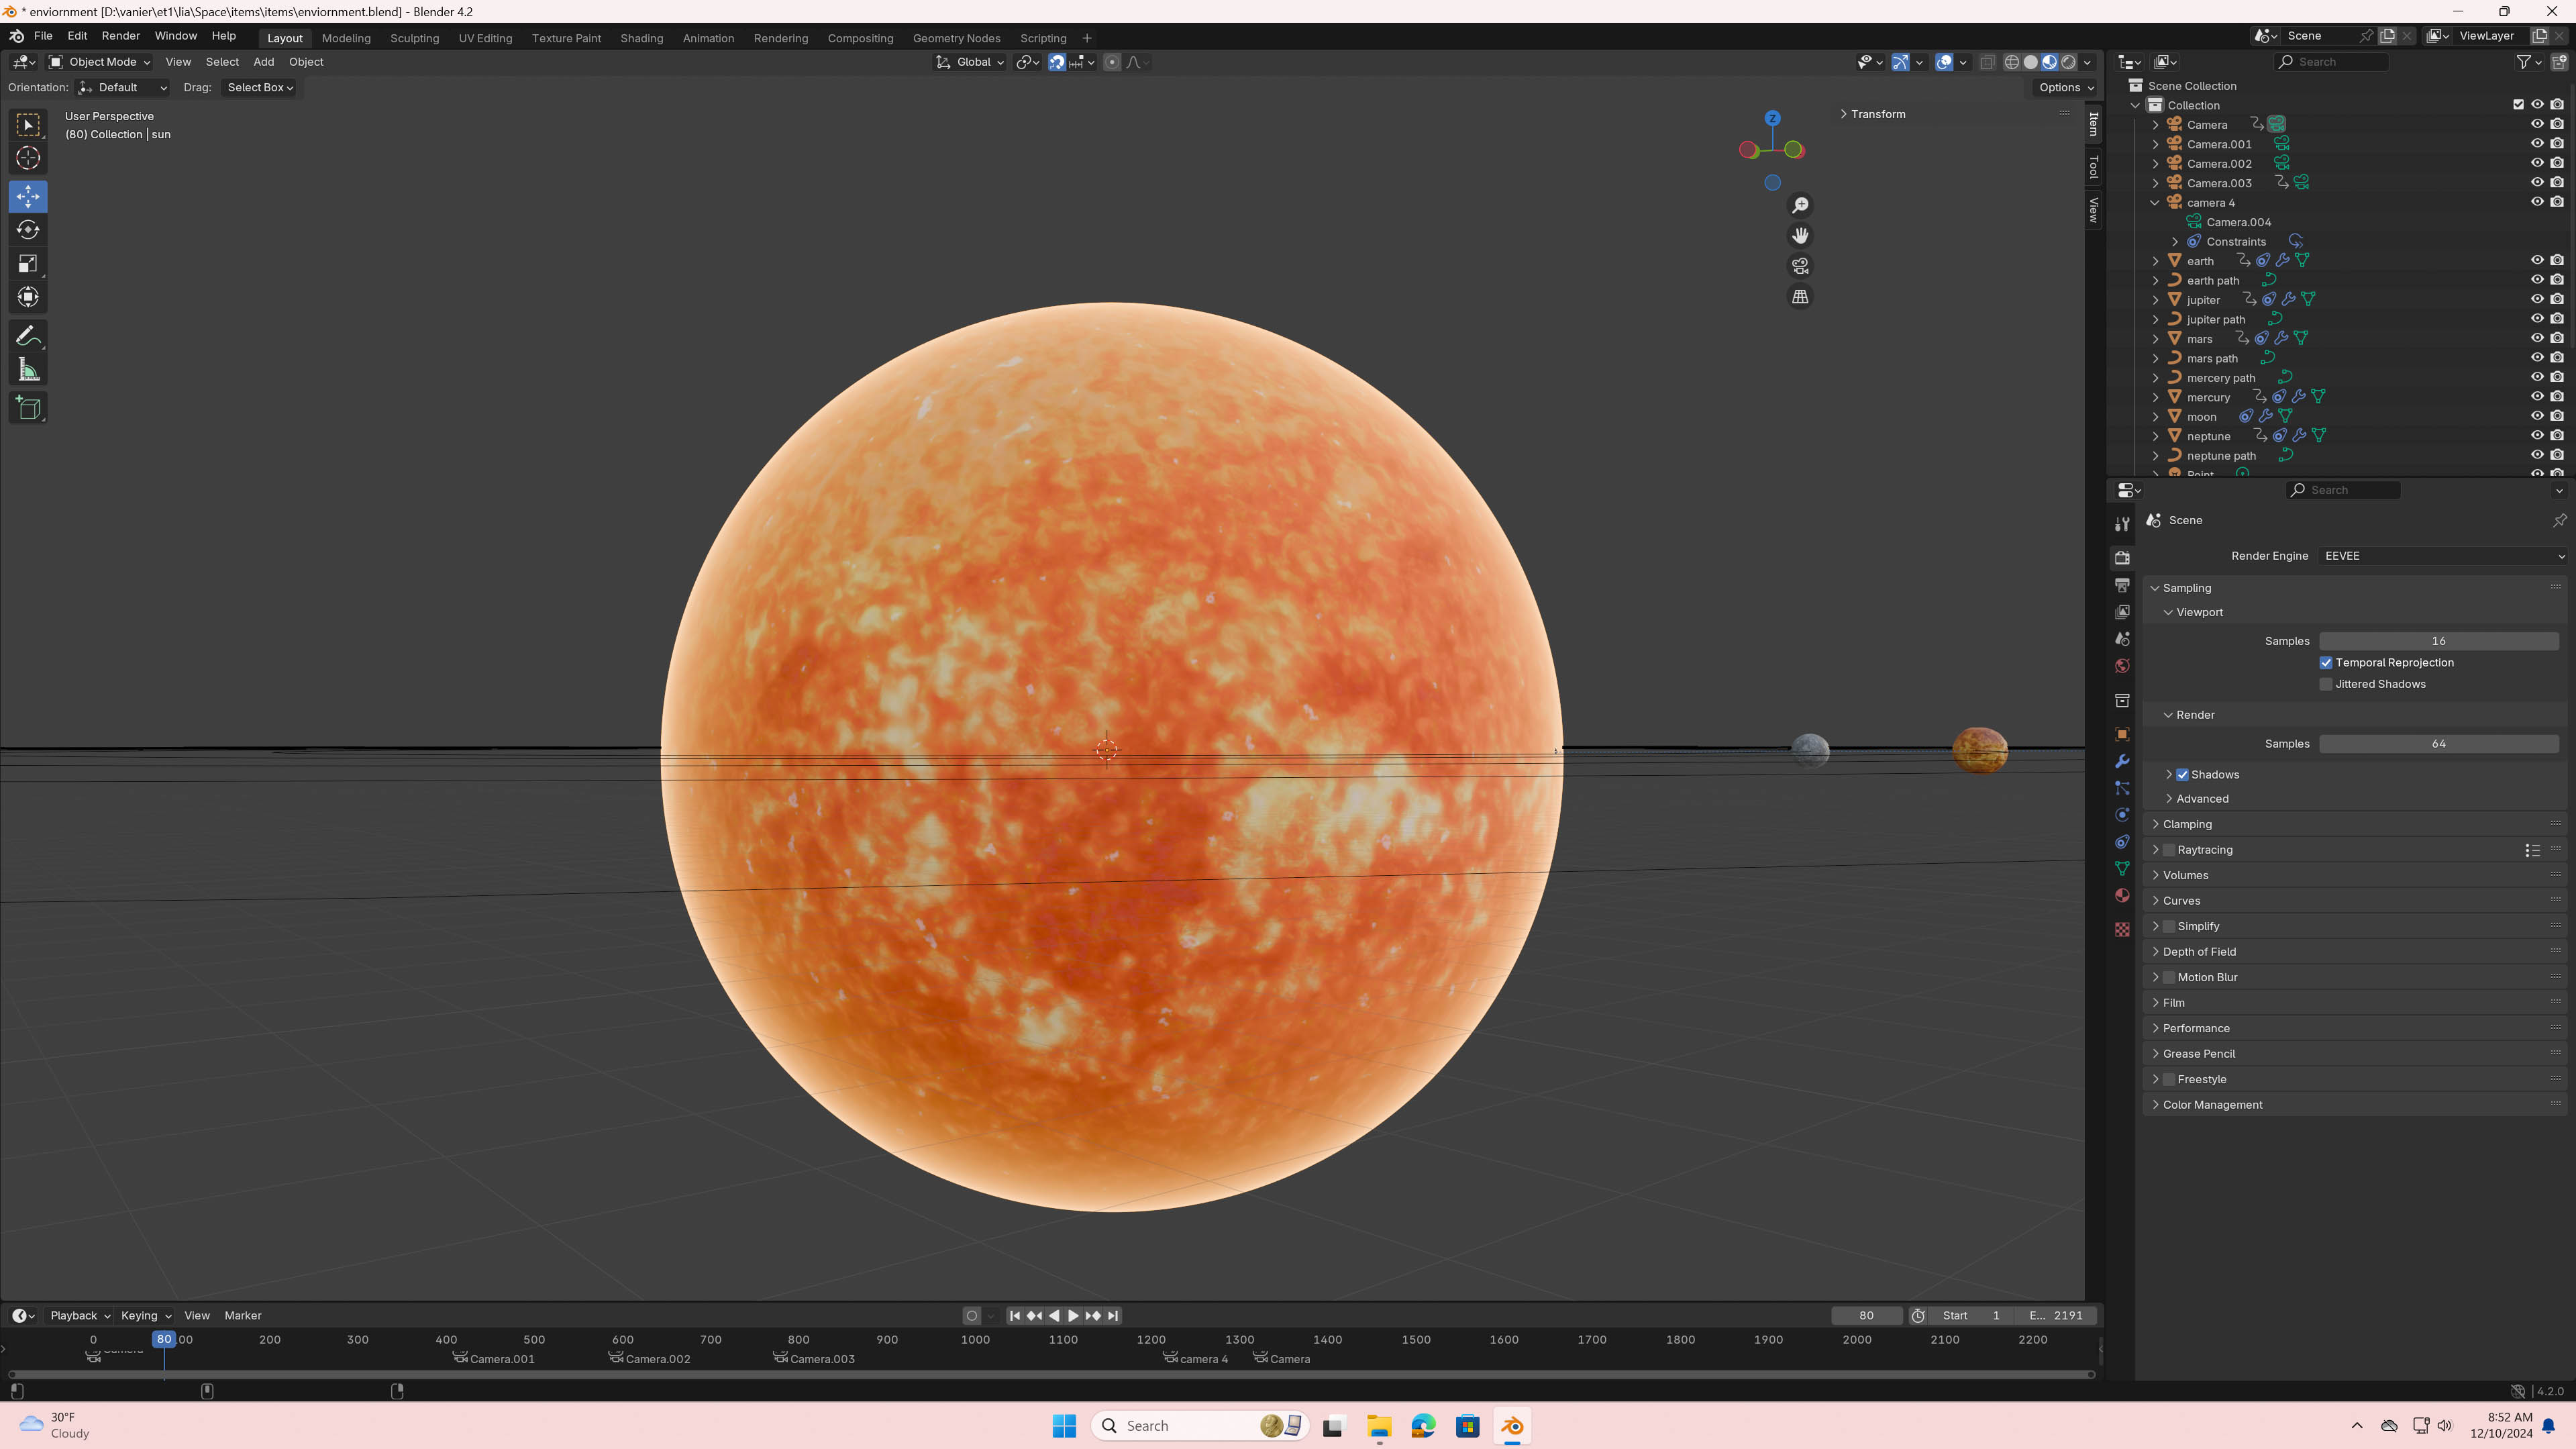 * enviornment [D:\vanier\et1\lia\Space\items\items\enviornment.blend] - Blender 4.2
File Edit Render Window Help Layout Modeling Sculpting UV Editing Texture Paint Shading Animation Rendering Compositing Geometry Nodes Scripting + Scene ViewLayer
Object Mode View Select Add Object Global Search
Orientation: Default Drag: Select Box Options
User Perspective
(80) Collection | sun
Z
Transform
Item
Tool
View
Scene Collection
Collection
Camera
Camera.001
Camera.002
Camera.003
camera 4
Camera.004
Constraints
earth
earth path
jupiter
jupiter path
mars
mars path
mercery path
mercury
moon
neptune
neptune path
Point
Search
Scene
Render Engine EEVEE
Sampling
Viewport
Samples 16
Temporal Reprojection
Jittered Shadows
Render
Samples 64
Shadows
Advanced
Clamping
Raytracing
Volumes
Curves
Simplify
Depth of Field
Motion Blur
Film
Performance
Grease Pencil
Freestyle
Color Management
Playback Keying View Marker 80 Start 1 E... 2191
0 80 00 200 300 400 500 600 700 800 900 1000 1100 1200 1300 1400 1500 1600 1700 1800 1900 2000 2100 2200
Camera Camera.001 Camera.002 Camera.003 camera 4 Camera
4.2.0
30°F
Cloudy
Search
8:52 AM
12/10/2024